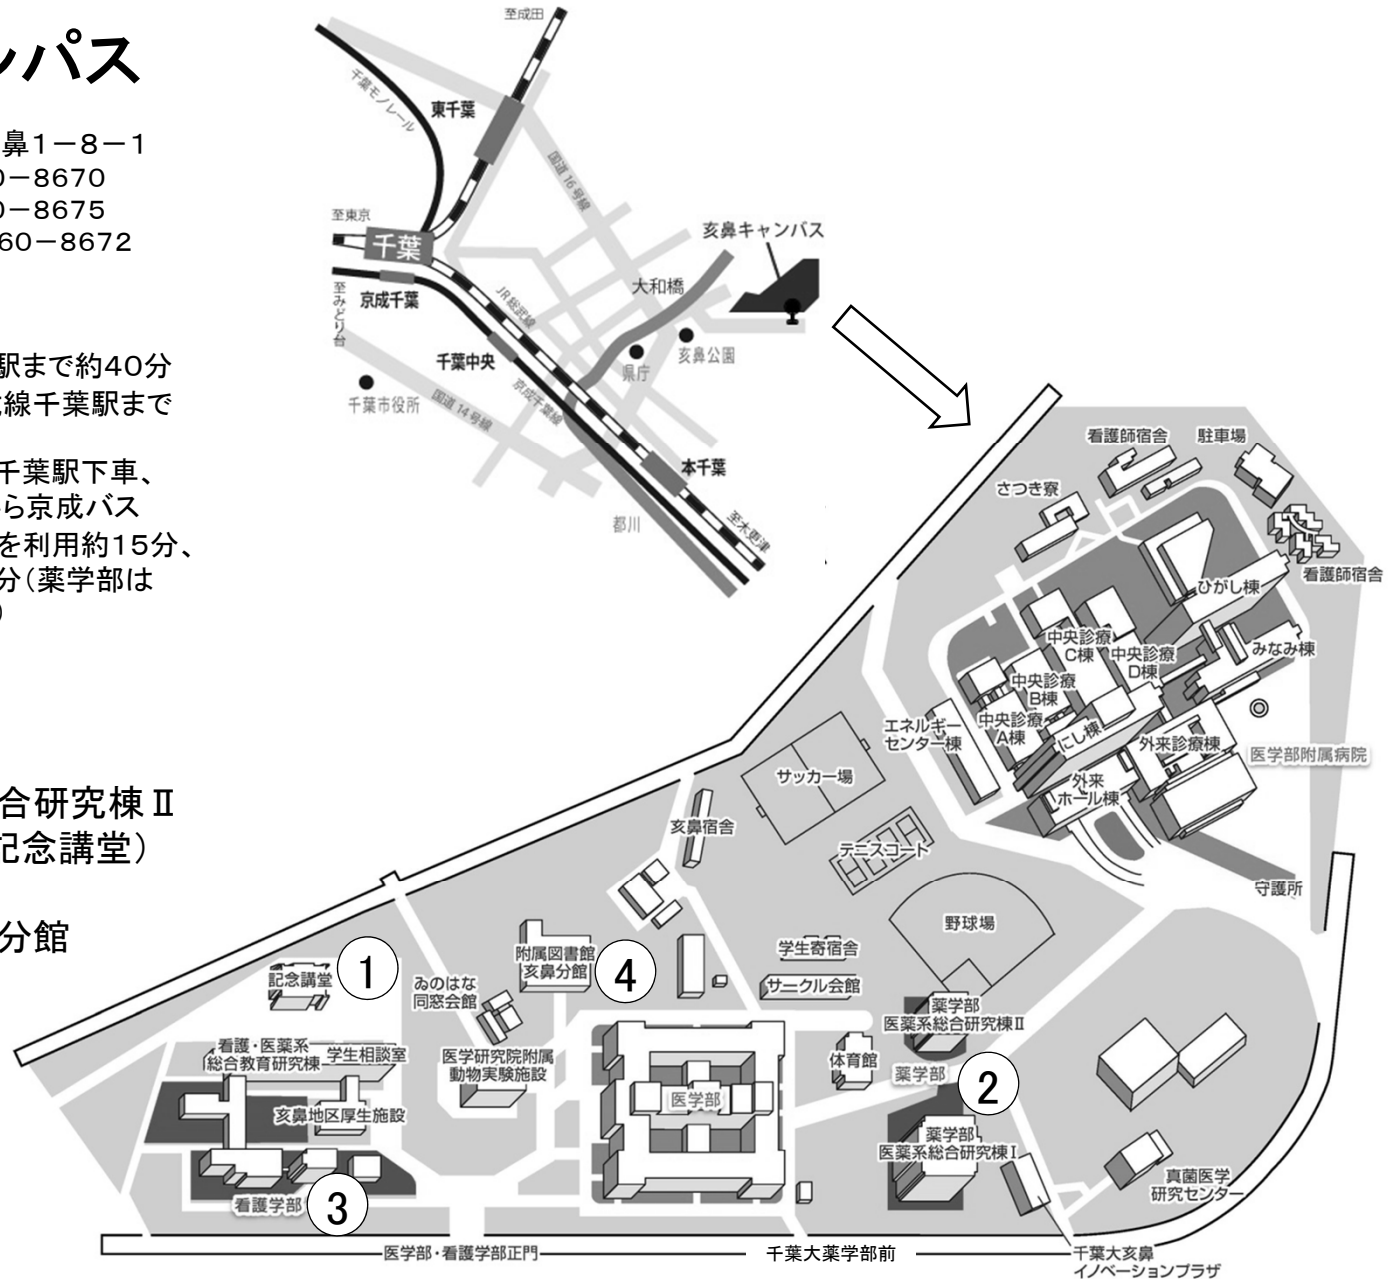 ンパス
鼻１－８－１
０－８６７０
０－８６７５
６０－８６７２
駅まで約４０分
線千葉駅まで
千葉駅下車、
ら京成バス
を利用約１５分、
分（薬学部は
）
合研究棟Ⅱ
記念講堂）
分館
至成田
千葉モノレール
東千葉
国道16号線
至東京
千葉
亥鼻キャンバス
大和橋
至みどり台
京成千葉
JR総武線
亥鼻公園
千葉中央
県庁
京成千葉線
千葉市役所
国道14号線
本千葉
都川
至木更津
看護師宿舎
駐車場
さつき寮
看護師宿舎
ひがし棟
中央診療
C棟
中央診療
D棟
みなみ棟
中央診療
B棟
中央診療
A棟
にし棟
外来診療棟
エネルギー
センター棟
医学部附属病院
外来
ホール棟
サッカー場
亥鼻宿舎
テニスコート
守護所
野球場
附属図書館
亥鼻分館
4
学生寄宿舎
記念講堂
1
ゐのはな
同窓会館
サークル会館
薬学部
医薬系総合研究棟Ⅱ
看護・医薬系
総合教育研究棟
学生相談室
医学研究院附属
動物実験施設
体育館
薬学部
2
医学部
亥鼻地区厚生施設
薬学部
医薬系総合研究棟Ⅰ
看護学部
3
真菌医学
研究センター
医学部・看護学部正門
千葉大薬学部前
千葉大亥鼻
イノベーションプラザ